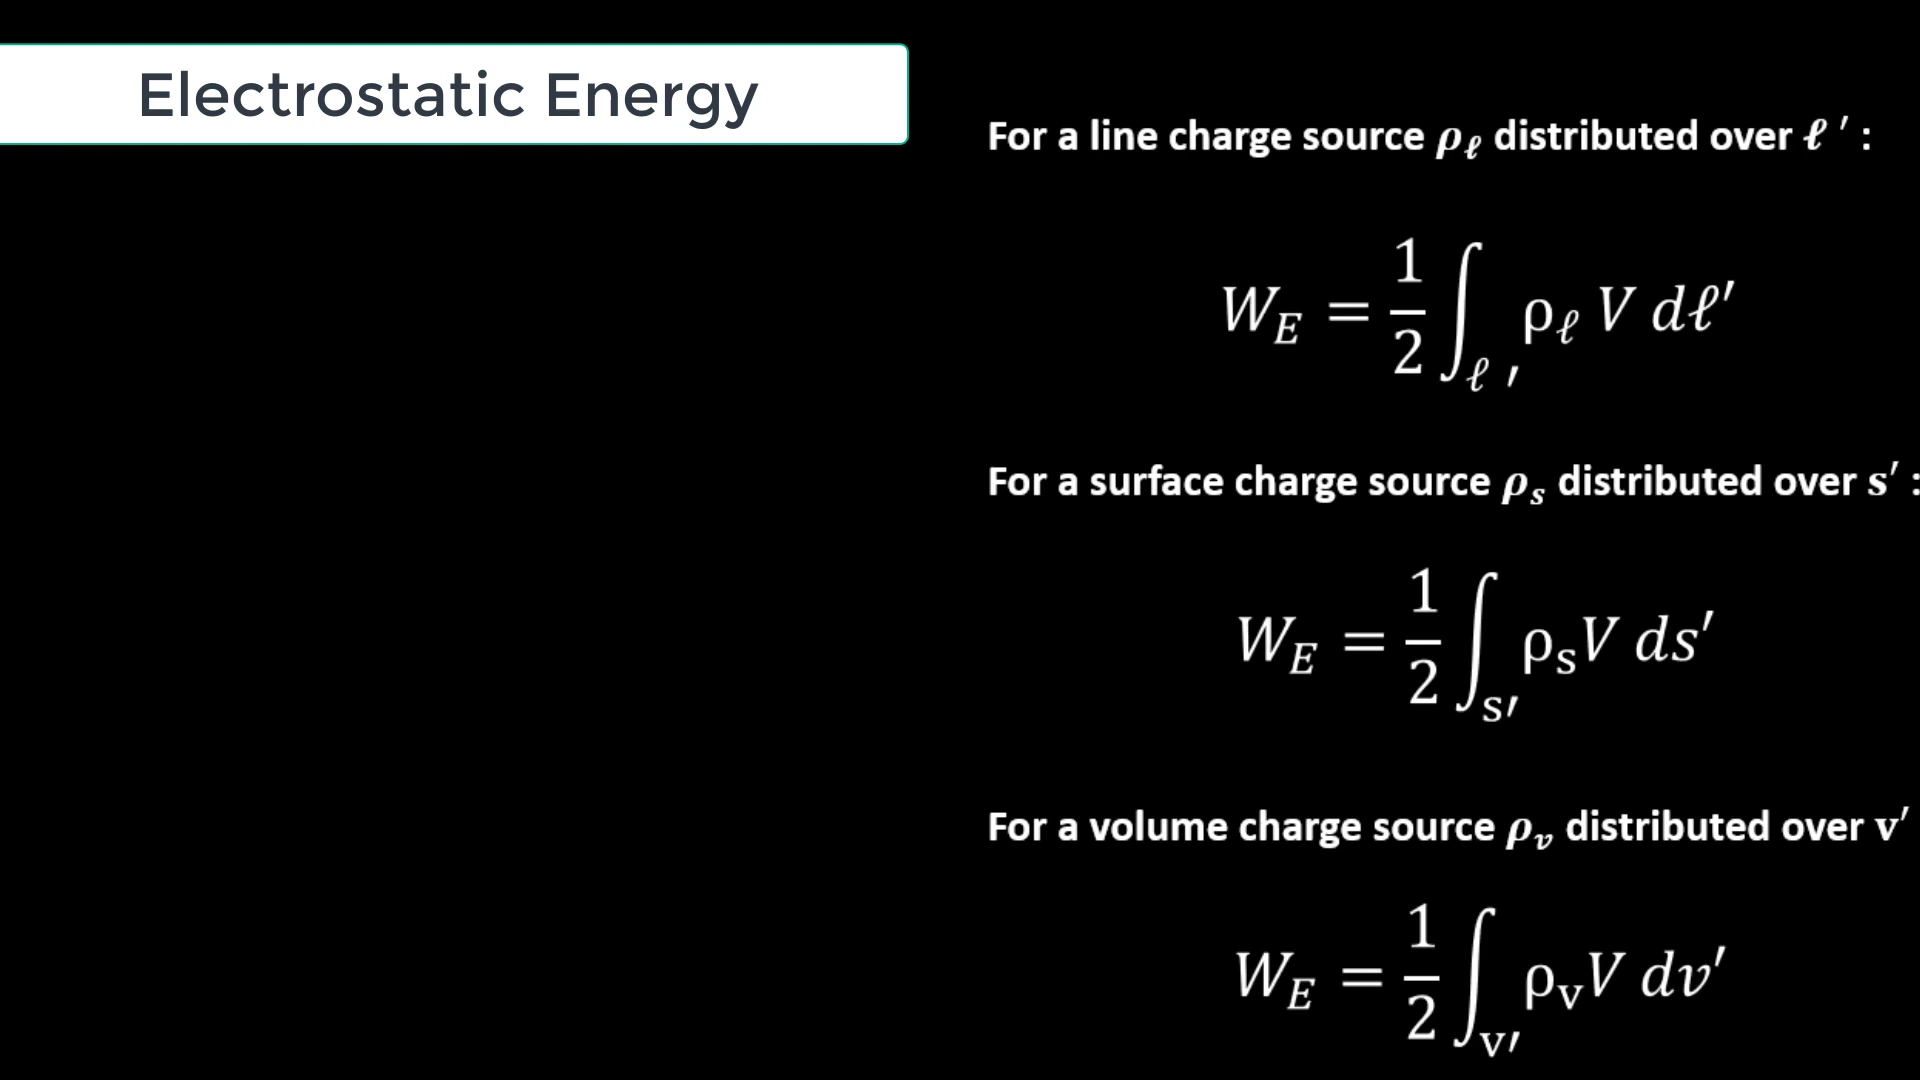 Electrostatic Energy
For a line charge source ρ_ℓ distributed over ℓ ′ :
W_E = 1/2 ∫_ℓ ′ ρ_ℓ V dℓ′
For a surface charge source ρ_s distributed over s′ :
W_E = 1/2 ∫_s′ ρ_s V ds′
For a volume charge source ρ_v distributed over v′
W_E = 1/2 ∫_v′ ρ_v V dv′